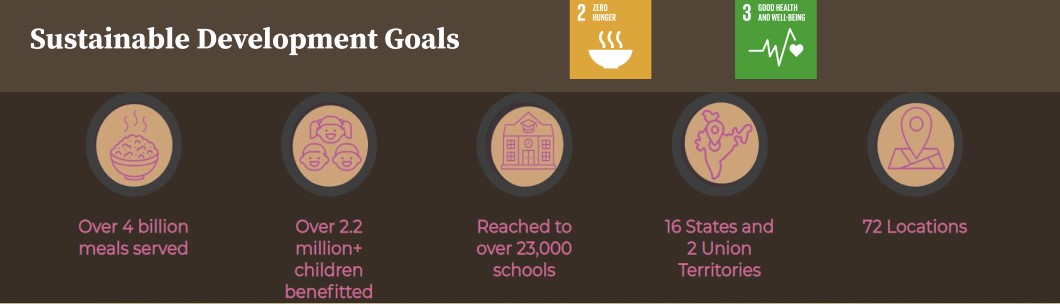 Sustainable Development Goals
2 ZERO
HUNGER
3 GOOD HEALTH
AND WELL-BEING
Over 4 billion
meals served
Over 2.2
million+
children
benefitted
Reached to
over 23,000
schools
16 States and
2 Union
Territories
72 Locations